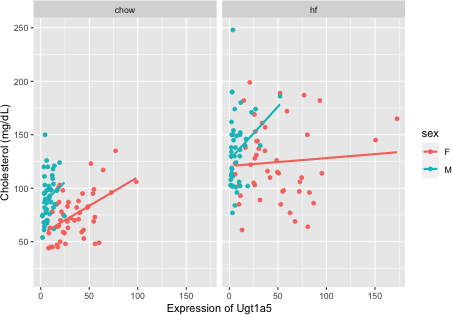 chow hf
250
200
150
100
50
0 50 100 150 0 50 100 150
Cholesterol (mg/dL)
Expression of Ugt1a5
sex
F
M